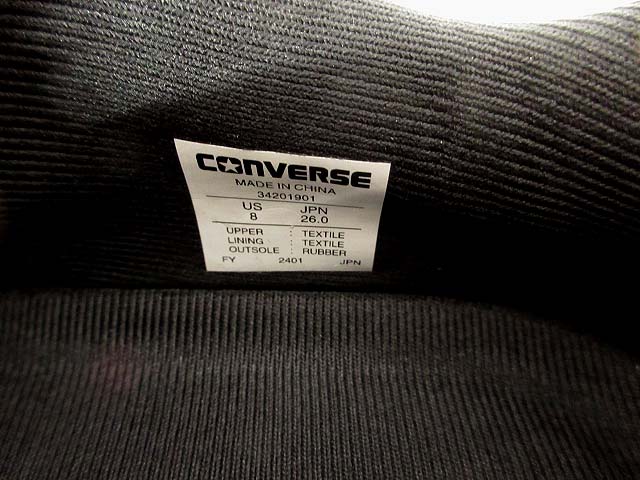 CONVERSE
MADE IN CHINA
34201901
US JPN
8 26.0
UPPER : TEXTILE
LINING : TEXTILE
OUTSOLE : RUBBER
FY 2401 JPN